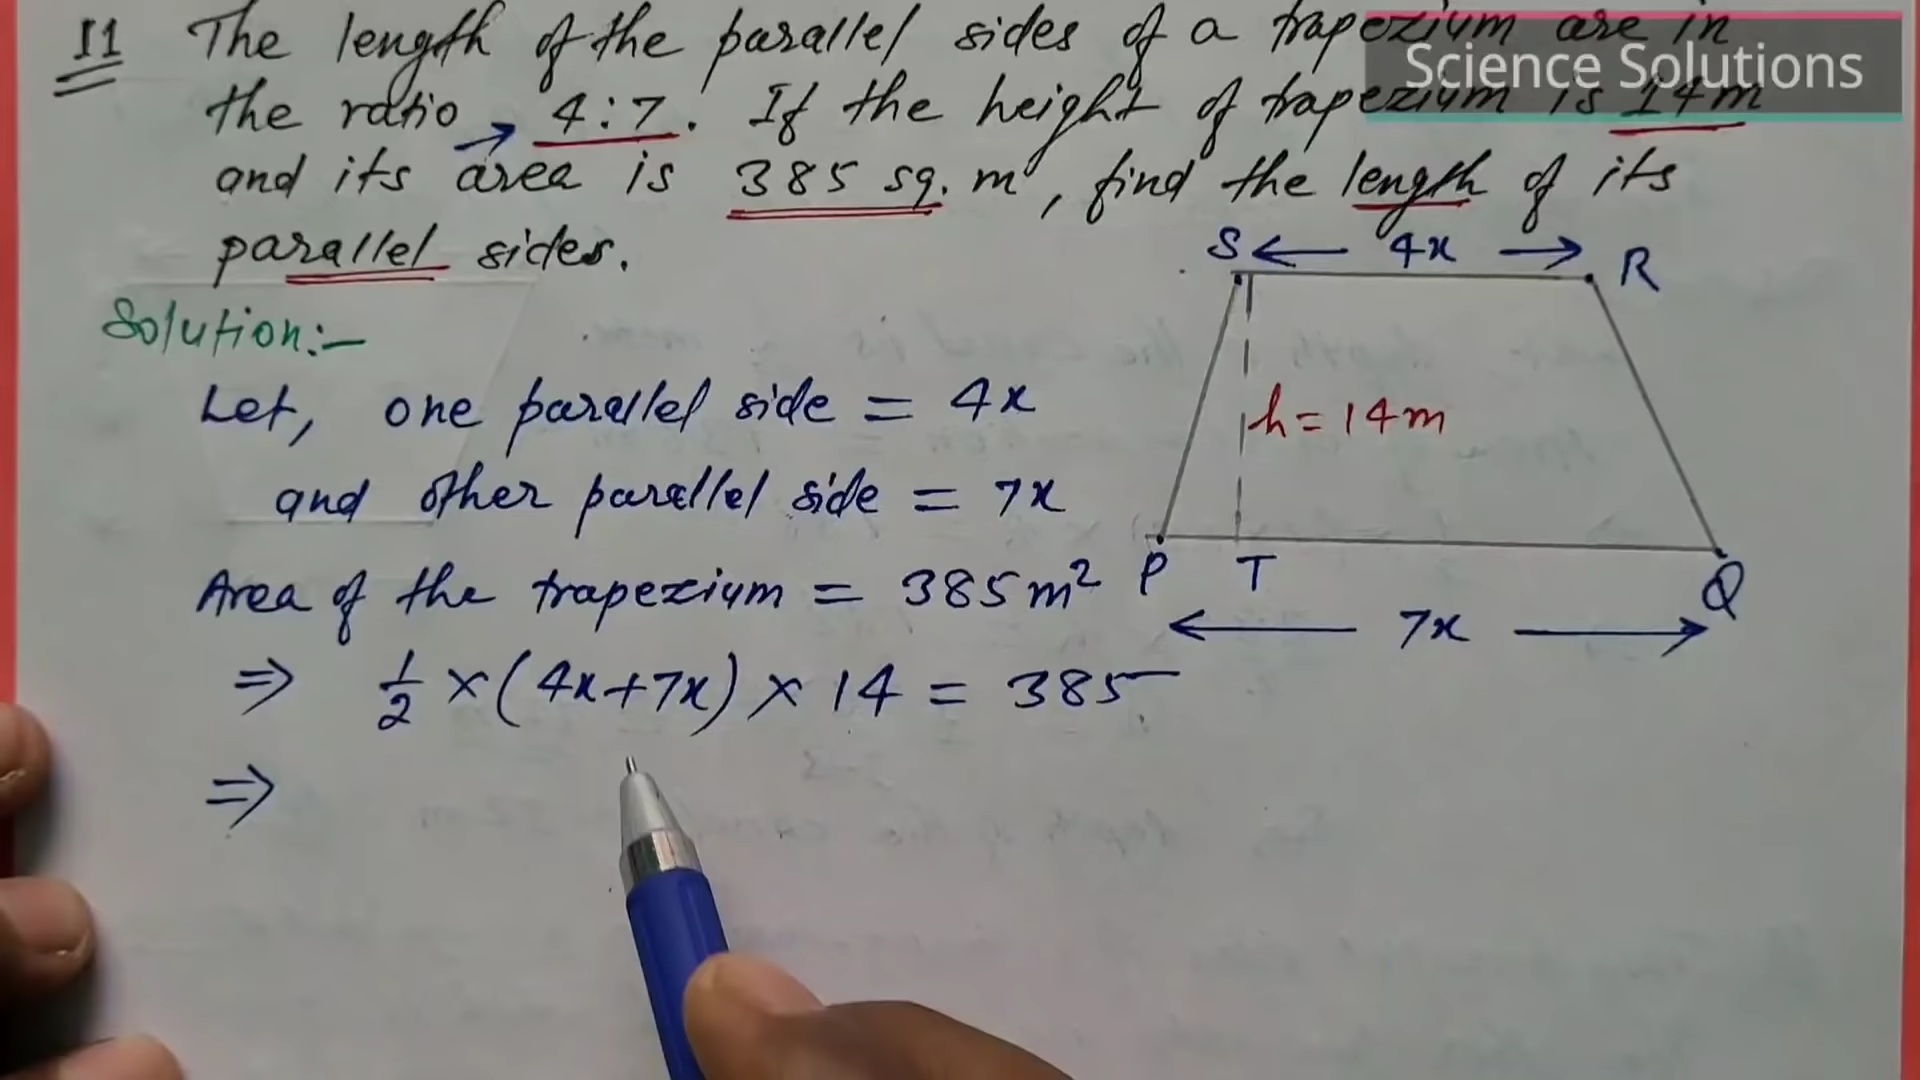 11 The length of the parallel sides of a trapezium are in
Science Solutions
the ratio 4:7. If the height of trapezium is 14m
and its area is 385 sq. m, find the length of its
parallel sides.
S ← 4x → R
Solution:-
Let, one parallel side = 4x
h = 14m
and other parallel side = 7x
Area of the trapezium = 385 m²
P T Q
← 7x →
⇒ 1/2 × (4x+7x) × 14 = 385
⇒